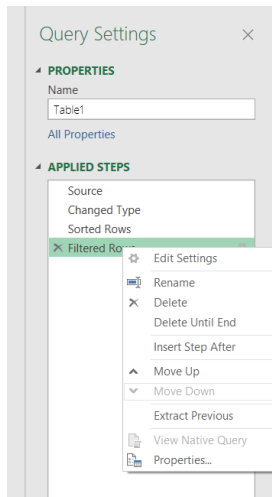 Query Settings
PROPERTIES
Name
Table1
All Properties
APPLIED STEPS
Source
Changed Type
Sorted Rows
Filtered Rows
Edit Settings
Rename
Delete
Delete Until End
Insert Step After
Move Up
Move Down
Extract Previous
View Native Query
Properties...